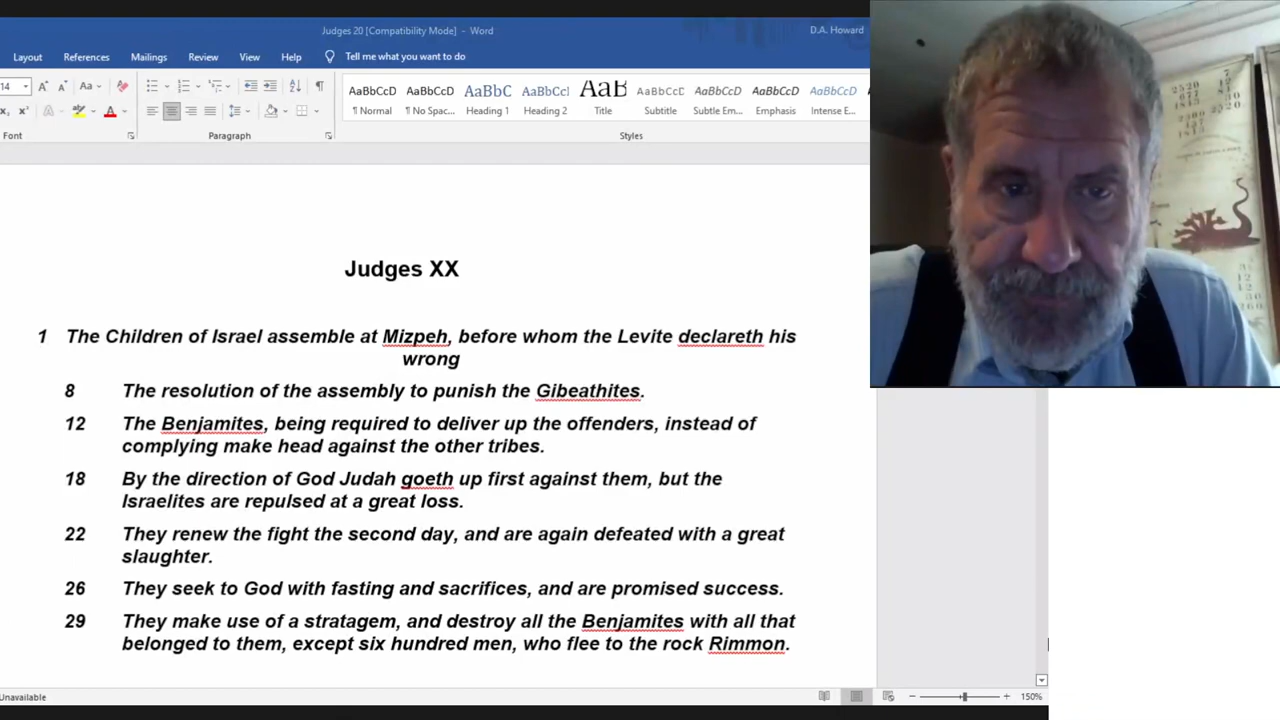 Judges 20 [Compatibility Mode] - Word
D.A. Howard
Layout References Mailings Review View Help Tell me what you want to do
14 Aa
Font Paragraph Styles
AaBbCcD AaBbCcD AaBbC AaBbCcI AaB AaBbCcD AaBbCcD AaBbCcD AaBbCcD
¶ Normal ¶ No Spac... Heading 1 Heading 2 Title Subtitle Subtle Em... Emphasis Intense E...
Judges XX
1 The Children of Israel assemble at Mizpeh, before whom the Levite declareth his
wrong
8 The resolution of the assembly to punish the Gibeathites.
12 The Benjamites, being required to deliver up the offenders, instead of
complying make head against the other tribes.
18 By the direction of God Judah goeth up first against them, but the
Israelites are repulsed at a great loss.
22 They renew the fight the second day, and are again defeated with a great
slaughter.
26 They seek to God with fasting and sacrifices, and are promised success.
29 They make use of a stratagem, and destroy all the Benjamites with all that
belonged to them, except six hundred men, who flee to the rock Rimmon.
Unavailable
150%
2520
677
1813
2520